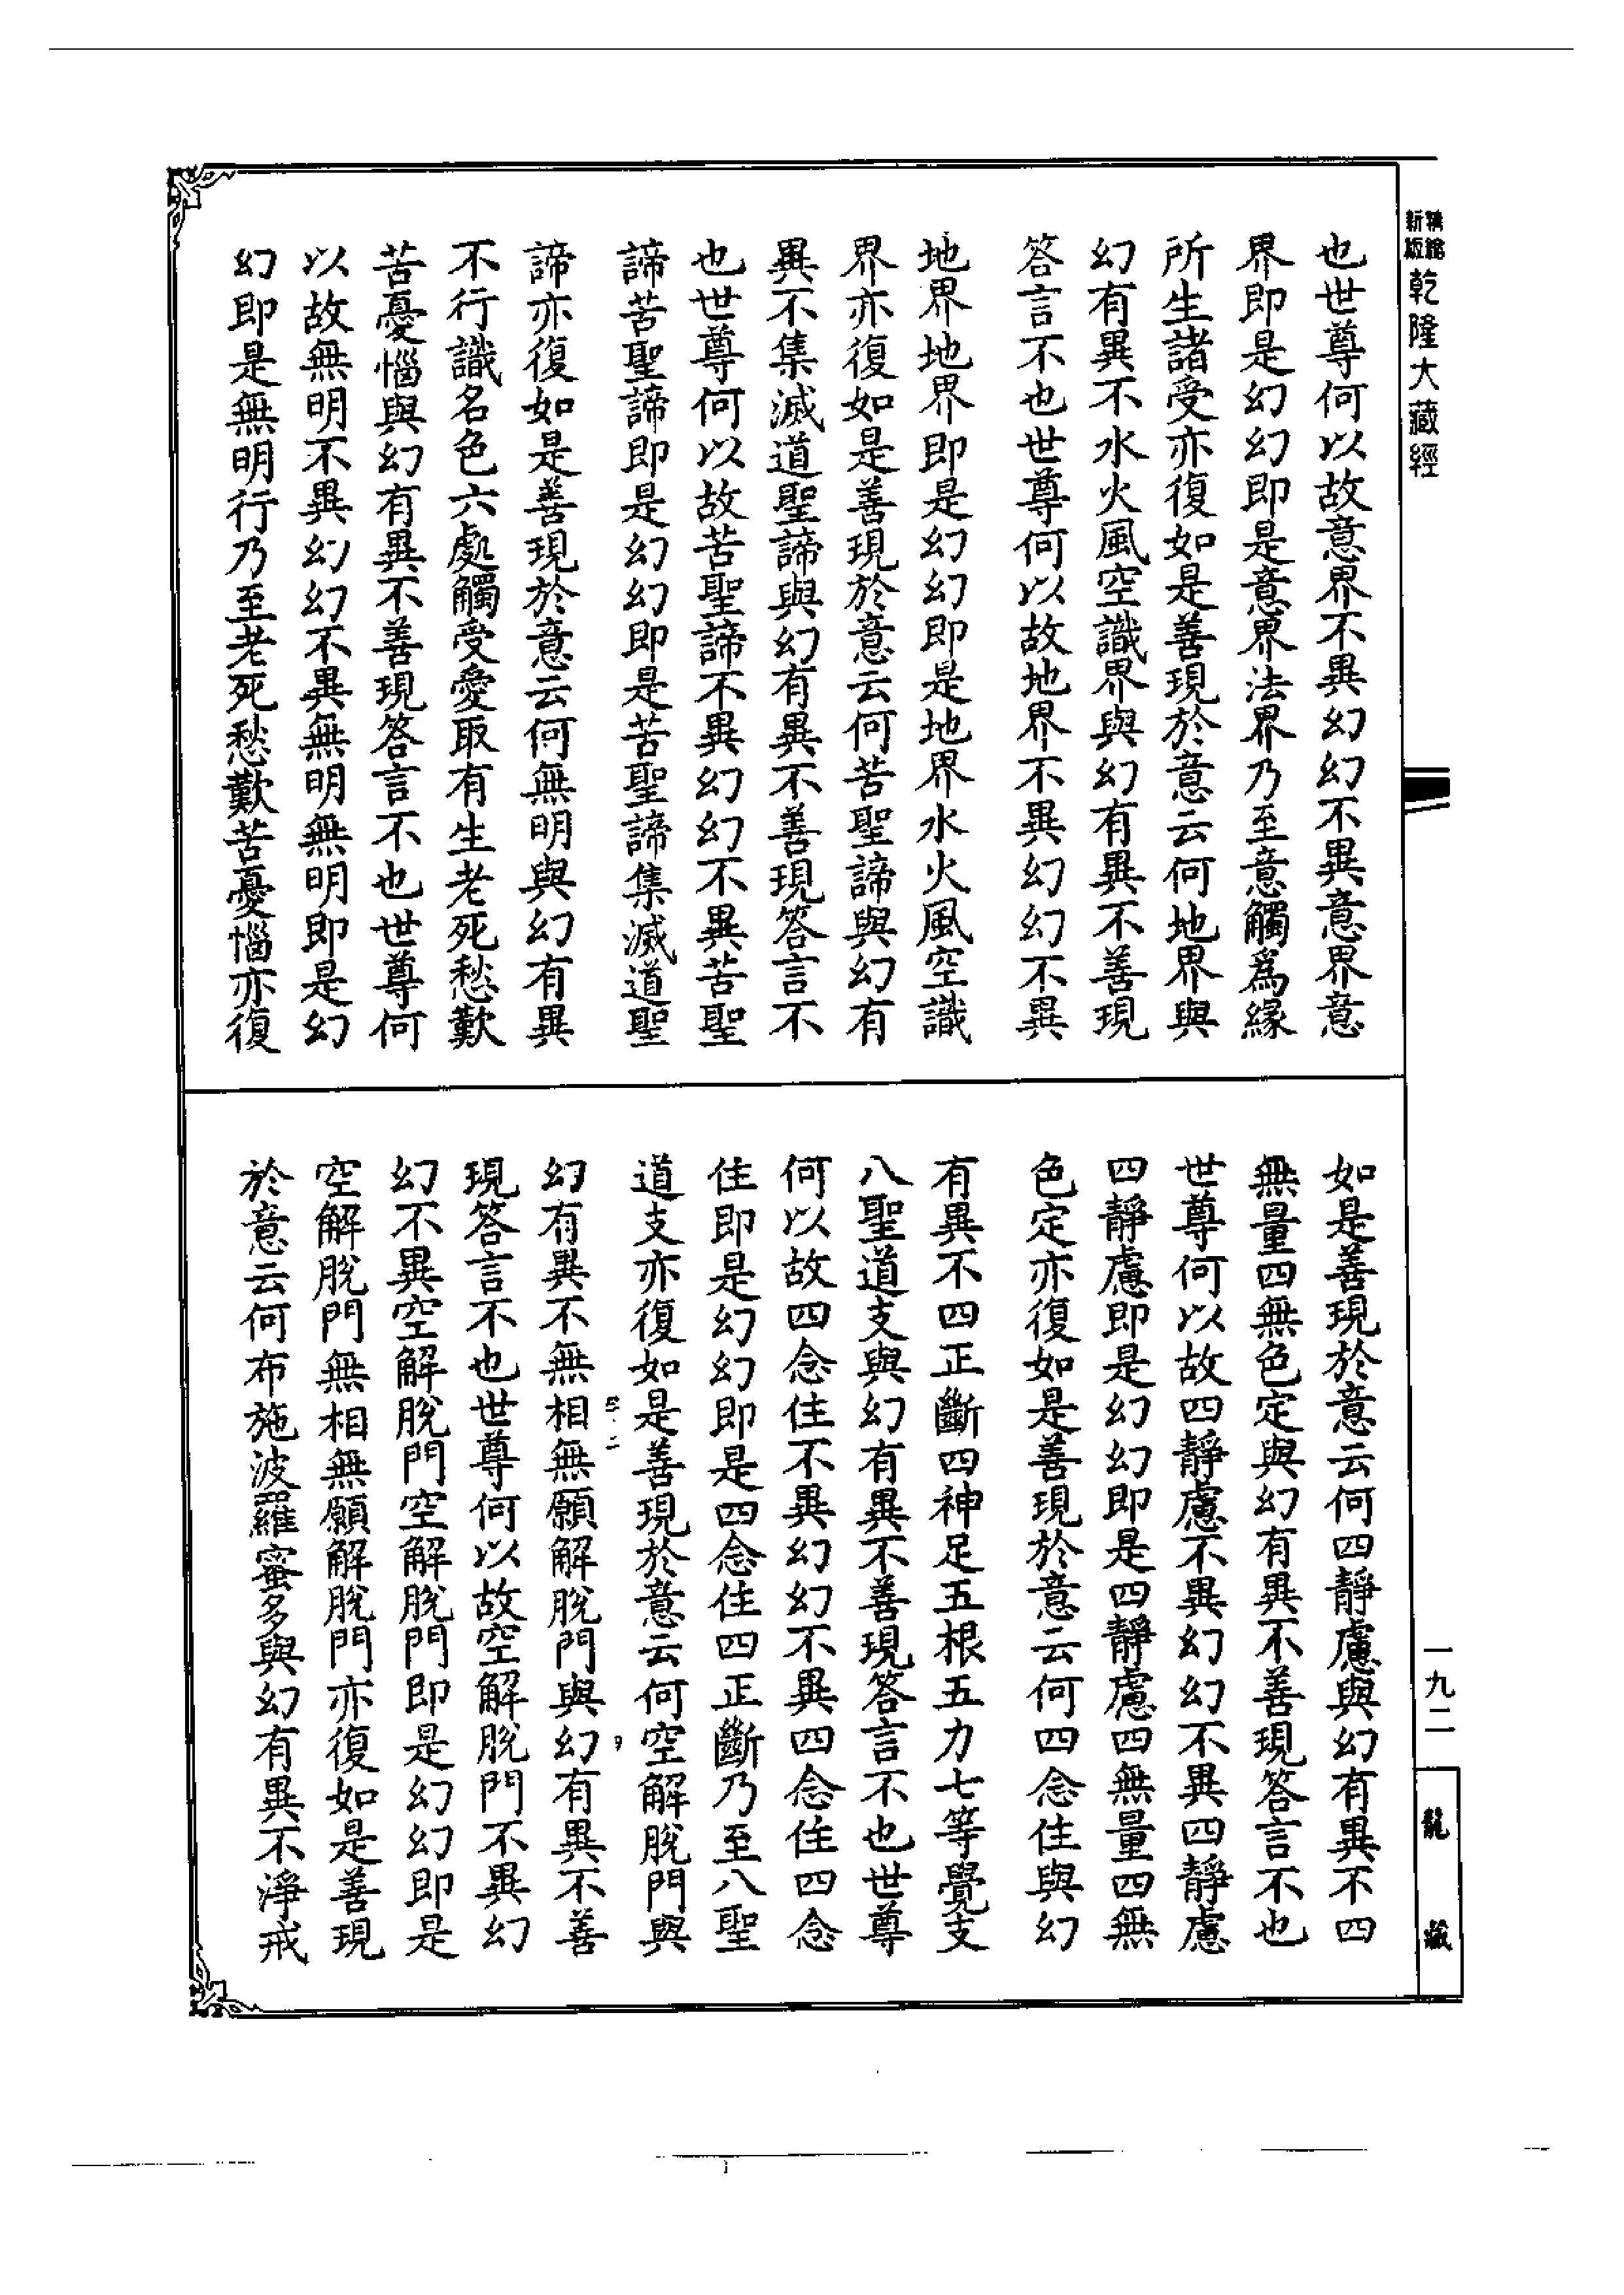 新編縮版乾隆大藏經
也世尊何以故意界不異幻幻不異意界意
界即是幻幻即是意界法界乃至意觸爲緣
所生諸受亦復如是善現於意云何地界與
幻有異不水火風空識界與幻有異不善現
答言不也世尊何以故地界不異幻幻不異
地界地界即是幻幻即是地界水火風空識
界亦復如是善現於意云何苦聖諦與幻有
異不集滅道聖諦與幻有異不善現答言不
也世尊何以故苦聖諦不異幻幻不異苦聖
諦苦聖諦即是幻幻即是苦聖諦集滅道聖
諦亦復如是善現於意云何無明與幻有異
不行識名色六處觸受愛取有生老死愁歎
苦憂惱與幻有異不善現答言不也世尊何
以故無明不異幻幻不異無明無明即是幻
幻即是無明行乃至老死愁歎苦憂惱亦復
如是善現於意云何四靜慮與幻有異不四
無量四無色定與幻有異不善現答言不也
世尊何以故四靜慮不異幻幻不異四靜慮
四靜慮即是幻幻即是四靜慮四無量四無
色定亦復如是善現於意云何四念住與幻
有異不四正斷四神足五根五力七等覺支
八聖道支與幻有異不善現答言不也世尊
何以故四念住不異幻幻不異四念住四念
住即是幻幻即是四念住四正斷乃至八聖
道支亦復如是善現於意云何空解脫門與
幻有異不無相無願解脫門與幻有異不善
現答言不也世尊何以故空解脫門不異幻
幻不異空解脫門空解脫門即是幻幻即是
空解脫門無相無願解脫門亦復如是善現
於意云何布施波羅蜜多與幻有異不淨戒
一九二
龍藏